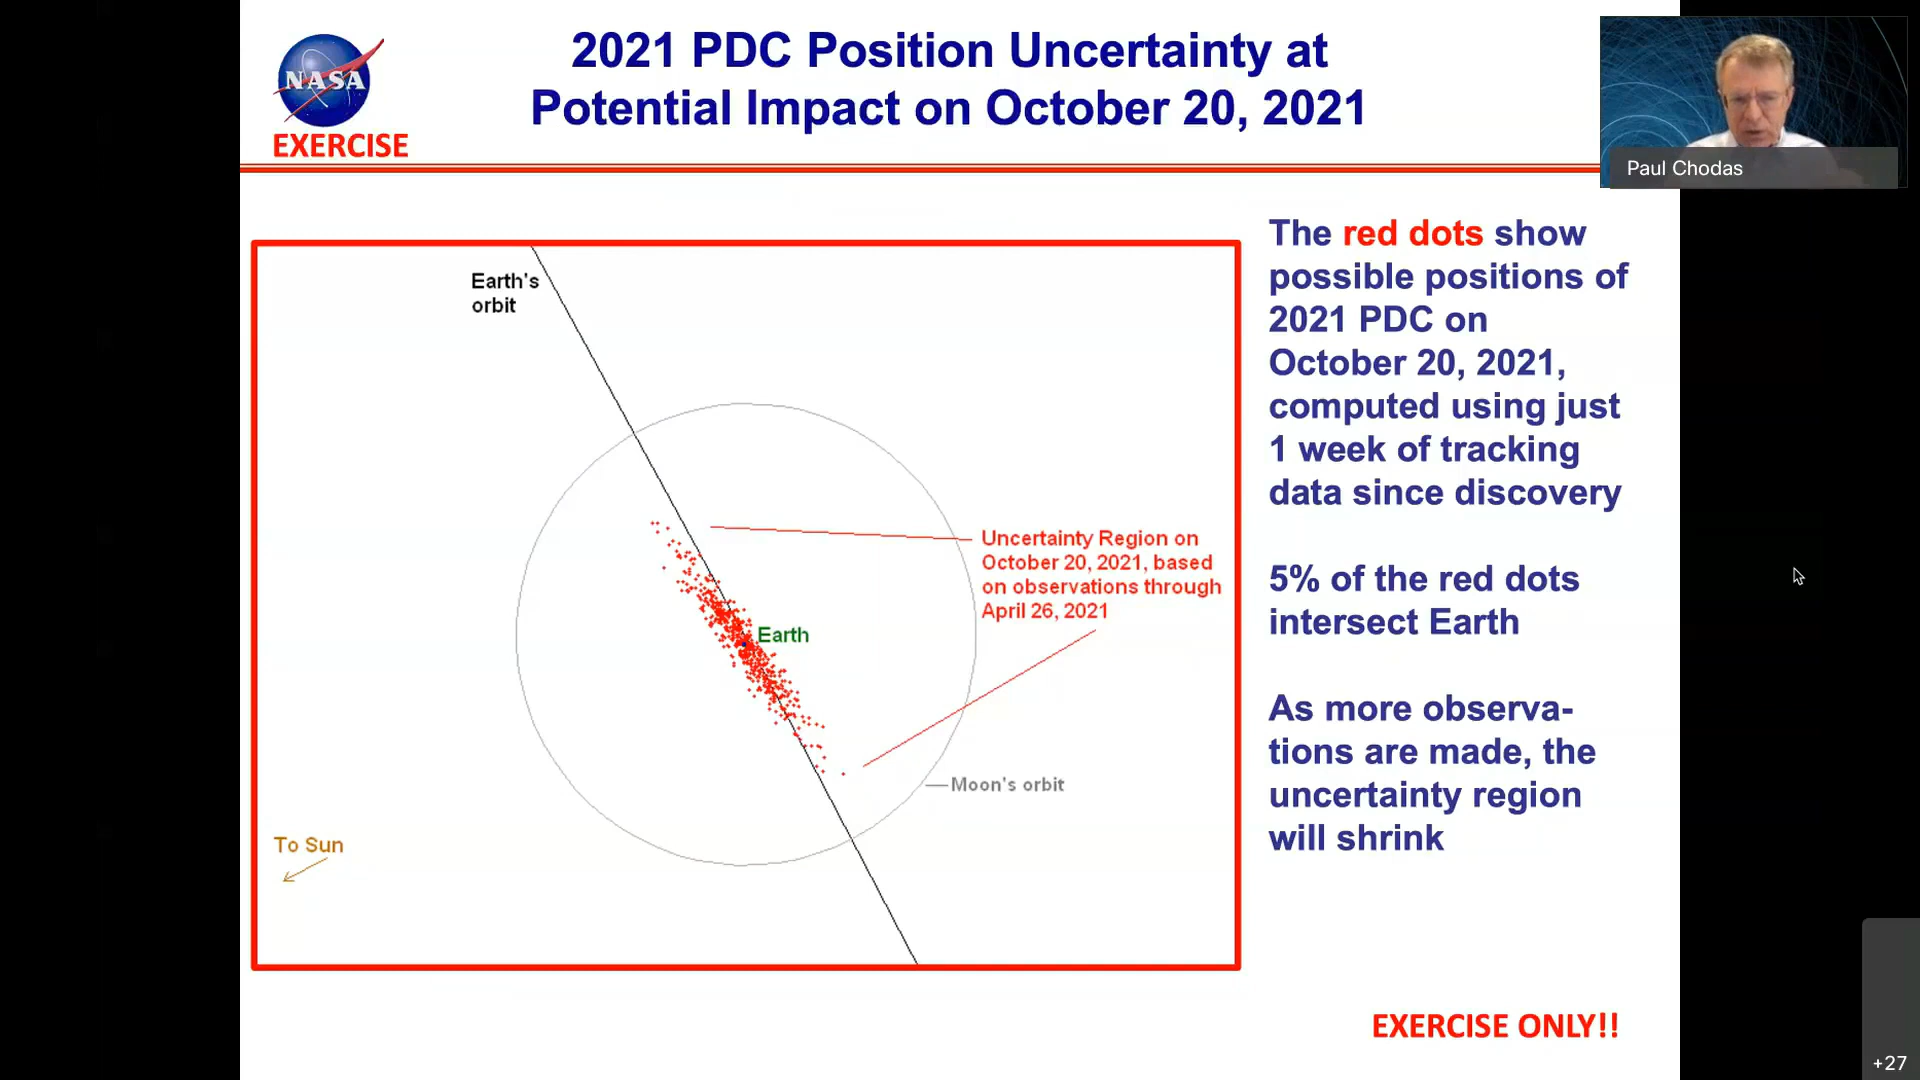 2021 PDC Position Uncertainty at
Potential Impact on October 20, 2021
NASA
EXERCISE
Paul Chodas
The red dots show
possible positions of
2021 PDC on
October 20, 2021,
computed using just
1 week of tracking
data since discovery
5% of the red dots
intersect Earth
As more observa-
tions are made, the
uncertainty region
will shrink
Earth's
orbit
Uncertainty Region on
October 20, 2021, based
on observations through
April 26, 2021
Earth
Moon's orbit
To Sun
EXERCISE ONLY!!
+27